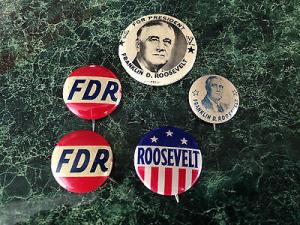 FOR PRESIDENT
FRANKLIN D. ROOSEVELT
FDR
FRANKLIN D. ROOSEVELT
FDR
ROOSEVELT